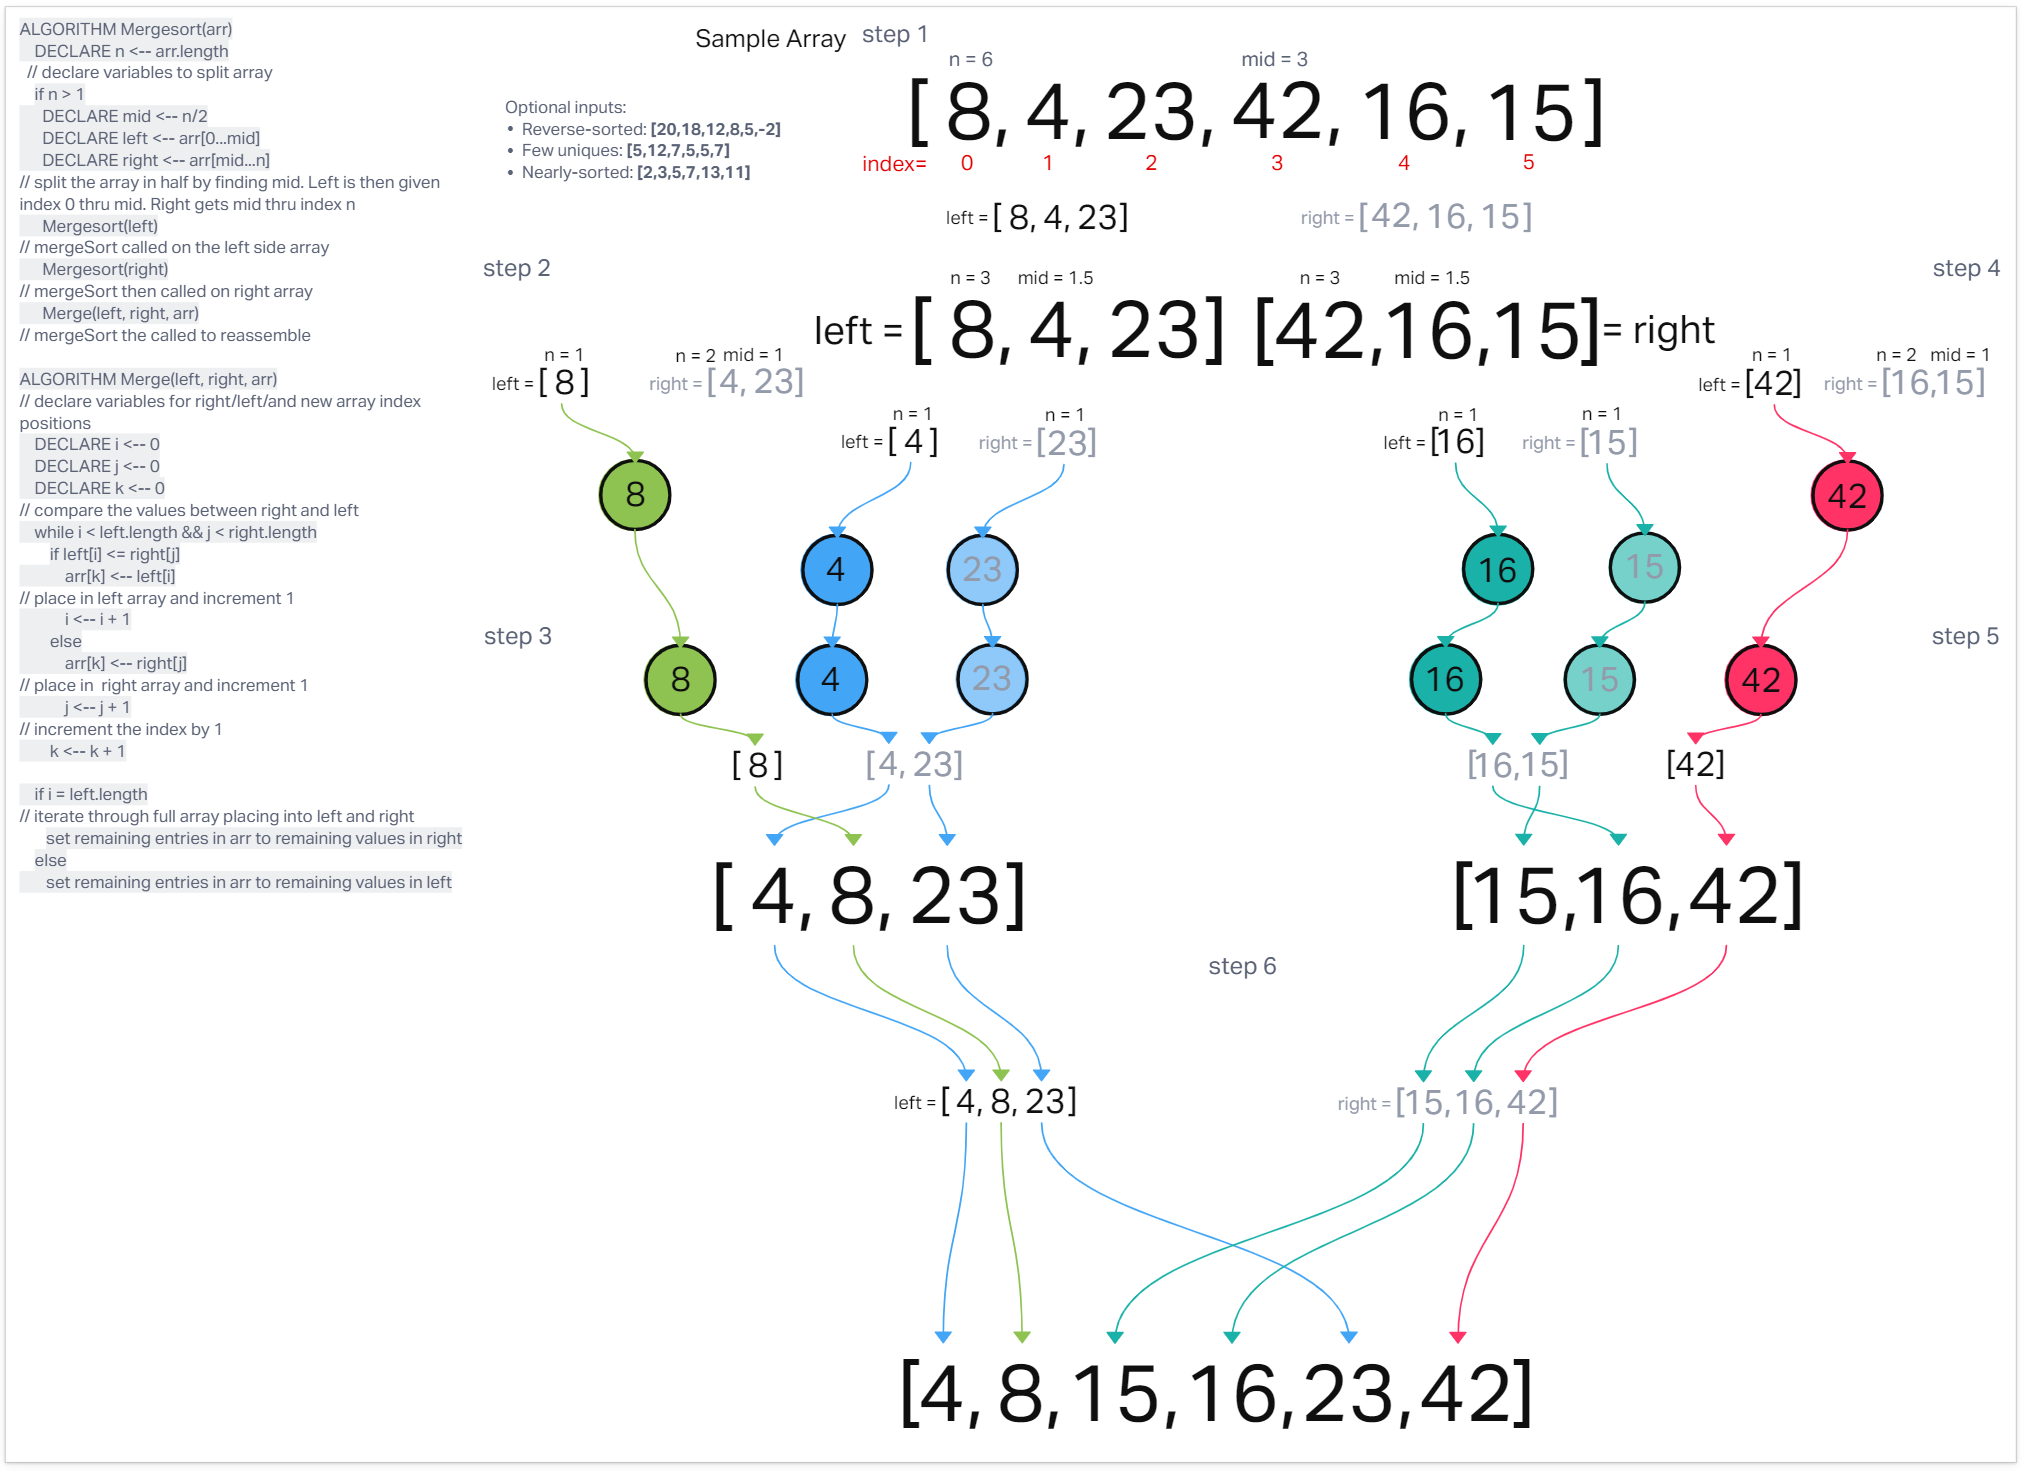 ALGORITHM Mergesort(arr)
DECLARE n <-- arr.length
// declare variables to split array
if n > 1
DECLARE mid <-- n/2
DECLARE left <-- arr[0...mid]
DECLARE right <-- arr[mid...n]
// split the array in half by finding mid. Left is then given
index 0 thru mid. Right gets mid thru index n
Mergesort(left)
// mergeSort called on the left side array
Mergesort(right)
// mergeSort then called on right array
Merge(left, right, arr)
// mergeSort the called to reassemble
ALGORITHM Merge(left, right, arr)
// declare variables for right/left/and new array index
positions
DECLARE i <-- 0
DECLARE j <-- 0
DECLARE k <-- 0
// compare the values between right and left
while i < left.length && j < right.length
if left[i] <= right[j]
arr[k] <-- left[i]
// place in left array and increment 1
i <-- i + 1
else
arr[k] <-- right[j]
// place in  right array and increment 1
j <-- j + 1
// increment the index by 1
k <-- k + 1
if i = left.length
// iterate through full array placing into left and right
set remaining entries in arr to remaining values in right
else
set remaining entries in arr to remaining values in left
Sample Array step 1
n = 6 mid = 3
[ 8, 4, 23, 42, 16, 15]
index= 0 1 2 3 4 5
Optional inputs:
• Reverse-sorted: [20,18,12,8,5,-2]
• Few uniques: [5,12,7,5,5,7]
• Nearly-sorted: [2,3,5,7,13,11]
left = [ 8, 4, 23] right = [42, 16, 15]
step 2 step 4
n = 3 mid = 1.5 n = 3 mid = 1.5
left = [ 8, 4, 23] [42,16,15] = right
n = 1 n = 2 mid = 1 n = 1 n = 2 mid = 1
left = [ 8] right = [4, 23] left = [42] right = [16,15]
n = 1 n = 1 n = 1 n = 1
left = [ 4] right = [23] left = [16] right = [15]
8 42
4 23 16 15
step 3 step 5
8 4 23 16 15 42
[ 8] [4, 23] [16,15] [42]
[ 4, 8, 23] [15,16,42]
step 6
left = [ 4, 8, 23] right = [15,16, 42]
[4, 8,15,16,23,42]